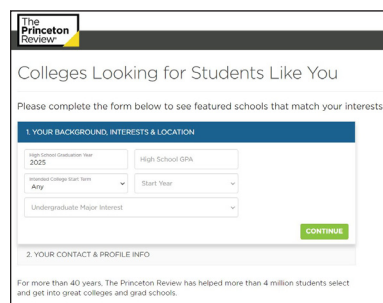 The
Princeton
Review®
Colleges Looking for Students Like You
Please complete the form below to see featured schools that match your interests
1. YOUR BACKGROUND, INTERESTS & LOCATION
High School Graduation Year
2025
High School GPA
Intended College Start Term
Any
Start Year
Undergraduate Major Interest
CONTINUE
2. YOUR CONTACT & PROFILE INFO
For more than 40 years, The Princeton Review has helped more than 4 million students select
and get into great colleges and grad schools.